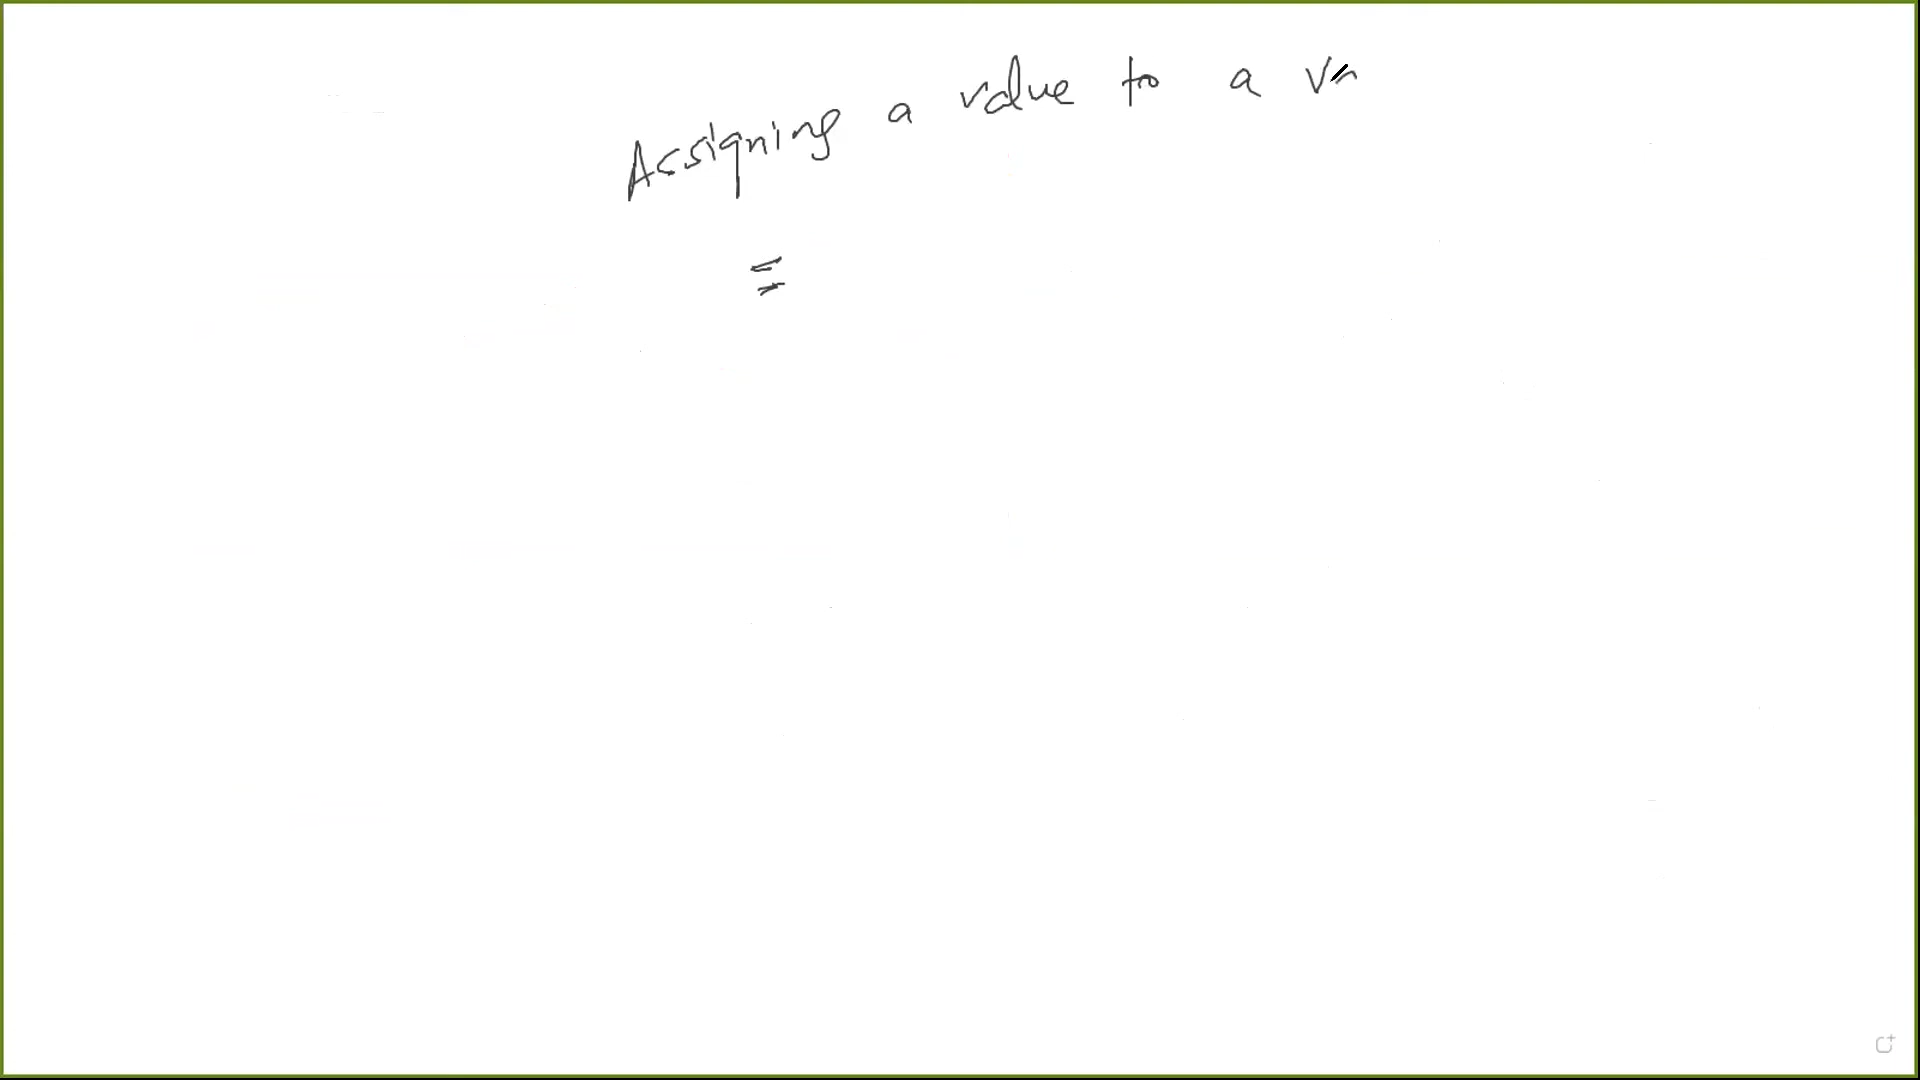 Assigning a value to a va
=